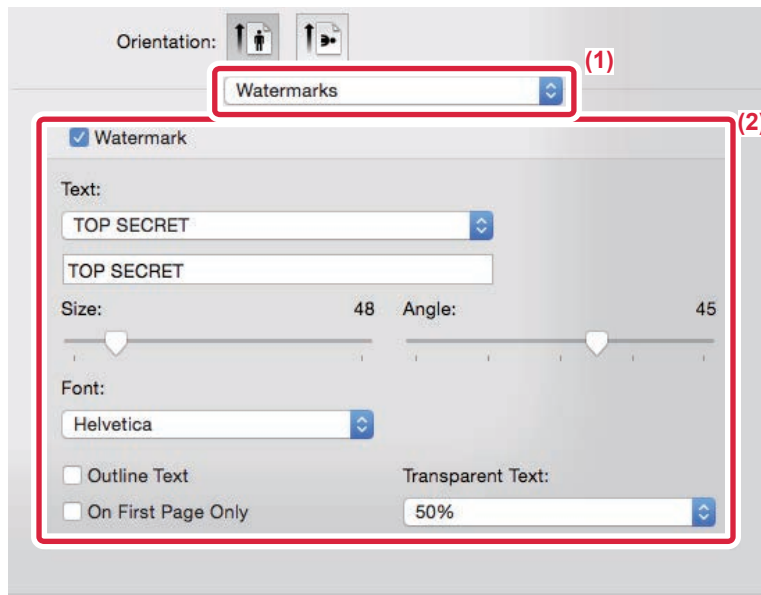 Orientation:
(1)
Watermarks
(2)
Watermark
Text:
TOP SECRET
TOP SECRET
Size: 48 Angle: 45
Font:
Helvetica
Outline Text Transparent Text:
On First Page Only 50%